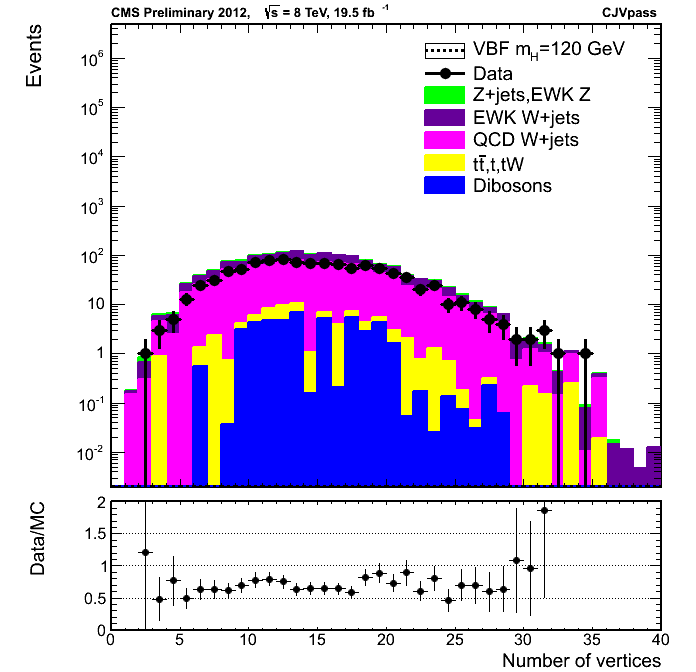 CMS Preliminary 2012, √s = 8 TeV, 19.5 fb⁻¹ CJVpass
Events
10⁶
10⁵
10⁴
10³
10²
10
1
10⁻¹
10⁻²
VBF m_H=120 GeV
Data
Z+jets,EWK Z
EWK W+jets
QCD W+jets
tt̄,t,tW
Dibosons
Data/MC
2
1.5
1
0.5
0
0 5 10 15 20 25 30 35 40
Number of vertices